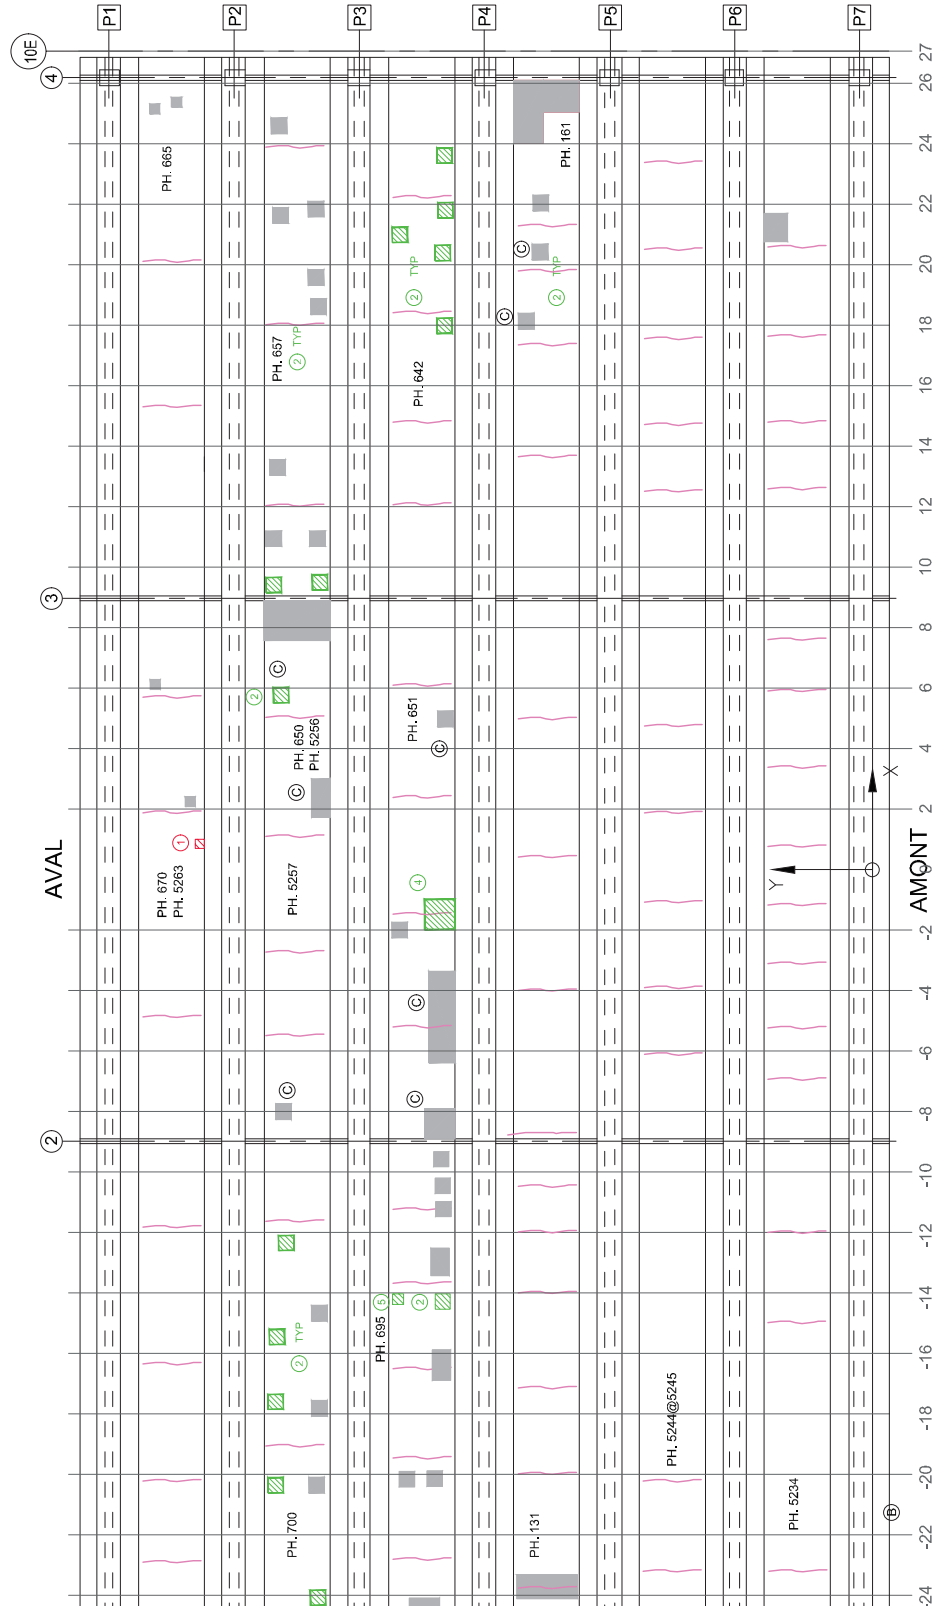 P1
P2
P3
P4
P5
P6
P7
10E
4
27
26
24
22
20
18
16
14
12
10
8
6
4
2
0
-2
-4
-6
-8
-10
-12
-14
-16
-18
-20
-22
-24
PH. 665
PH. 161
C
2 TYP
2 TYP
C
PH. 657
2 TYP
PH. 642
3
C
2
PH. 650
PH. 5256
PH. 651
C
C
X
1
AVAL
PH. 670
PH. 5263
PH. 5257
4
Y
AMONT
C
C
C
2
5
2
PH. 695
2 TYP
PH. 5244@5245
PH. 700
PH. 131
PH. 5234
B